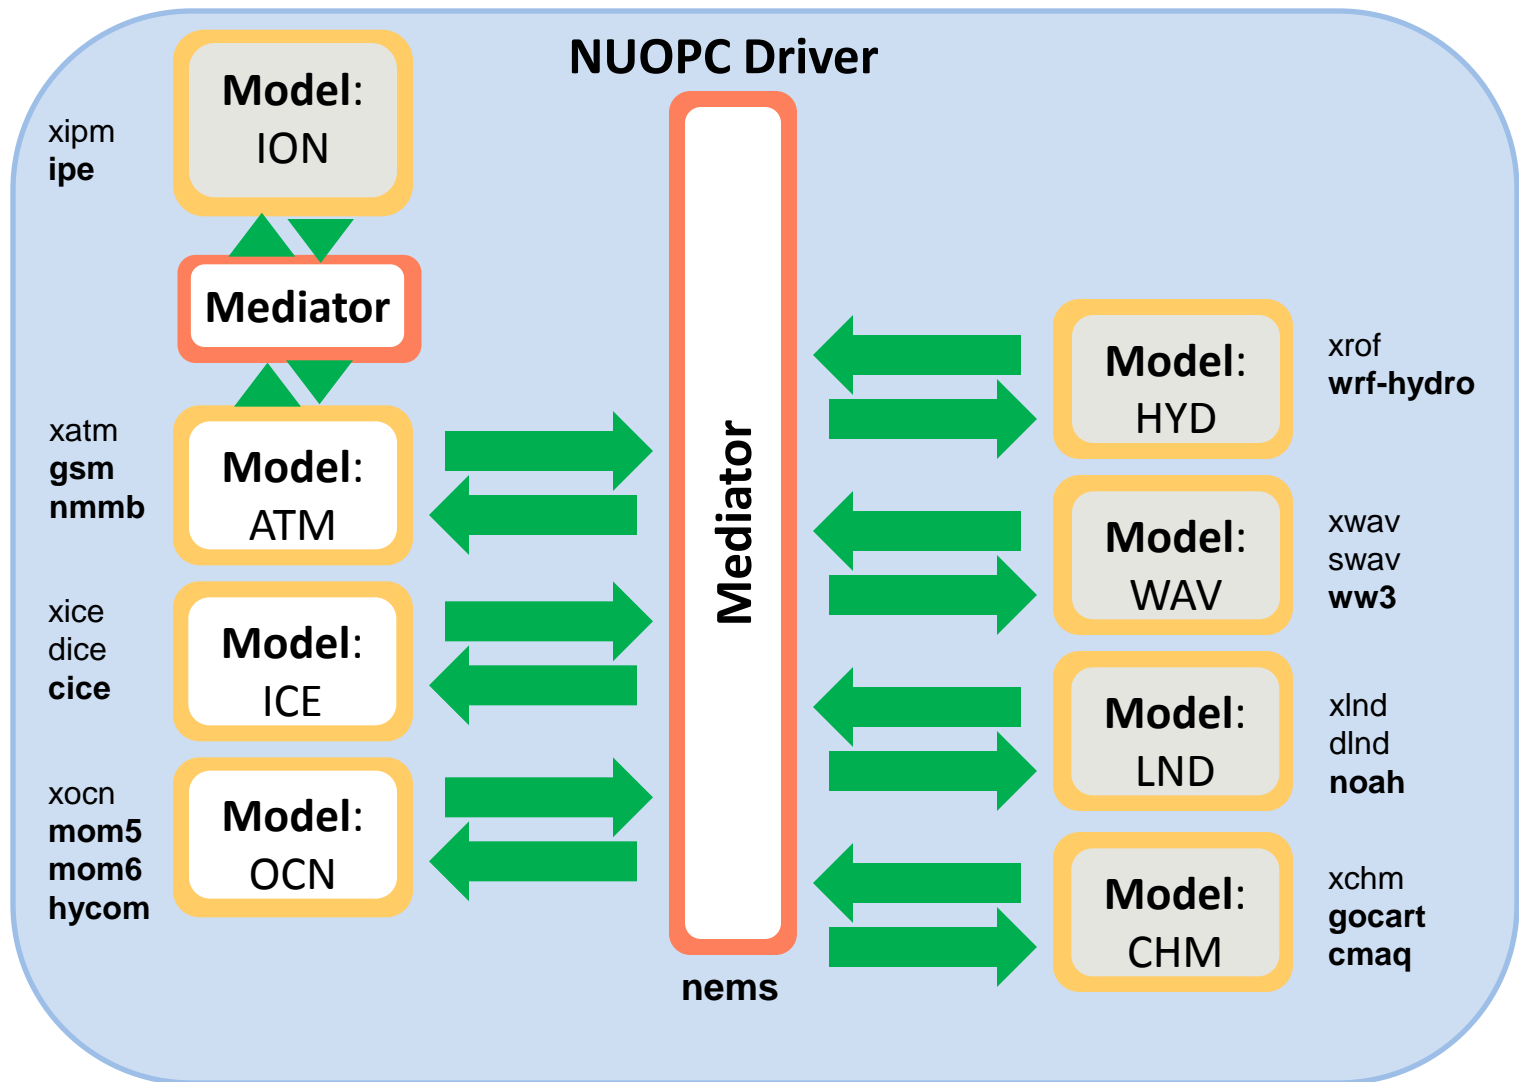 NUOPC Driver
Model:
ION
xipm
ipe
Mediator
xatm
gsm
nmmb
Model:
ATM
xice
dice
cice
Model:
ICE
xocn
mom5
mom6
hycom
Model:
OCN
Mediator
nems
Model:
HYD
xrof
wrf-hydro
Model:
WAV
xwav
swav
ww3
Model:
LND
xlnd
dlnd
noah
Model:
CHM
xchm
gocart
cmaq